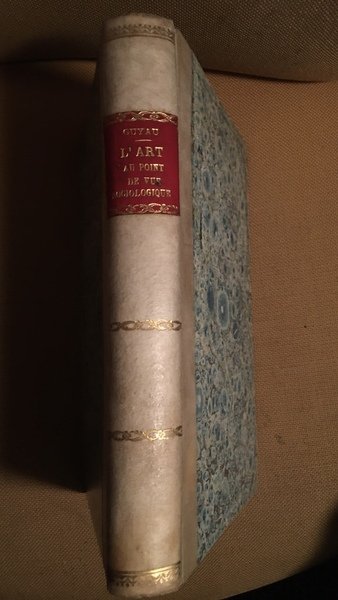 GUYAU
L'ART
AU POINT
DE VUE
SOCIOLOGIQUE